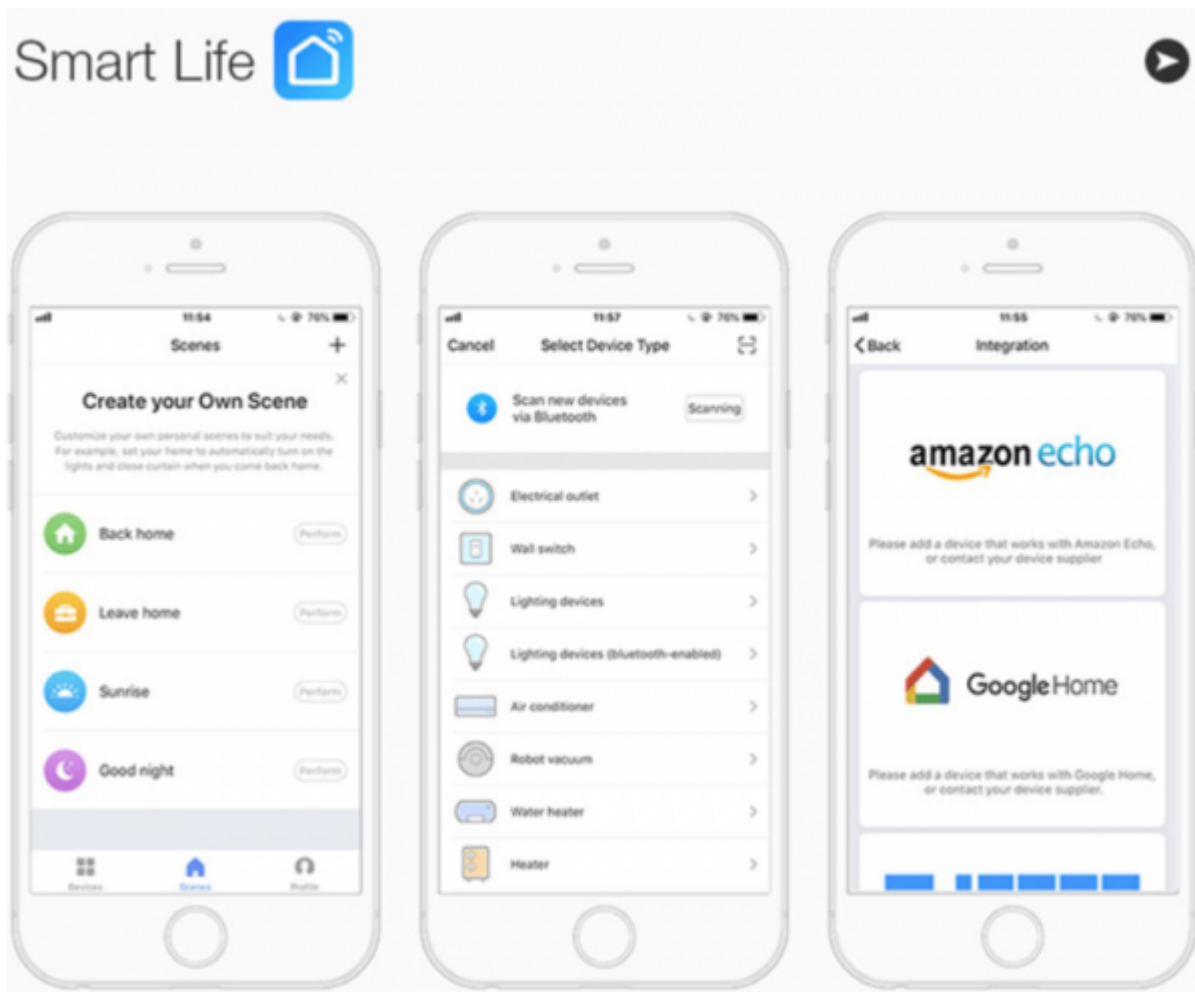 Smart Life
11:54
76%
Scenes
+
Create your Own Scene
Customize your own personal scenes to suit your needs.
For example, set your home to automatically turn on the
lights and close curtain when you come back home.
Back home
Perform
Leave home
Perform
Sunrise
Perform
Good night
Perform
Devices
Scenes
Profile
11:57
76%
Cancel
Select Device Type
Scan new devices
via Bluetooth
Scanning
Electrical outlet
Wall switch
Lighting devices
Lighting devices (bluetooth-enabled)
Air conditioner
Robot vacuum
Water heater
Heater
11:55
76%
Back
Integration
amazon echo
Please add a device that works with Amazon Echo,
or contact your device supplier
Google Home
Please add a device that works with Google Home,
or contact your device supplier.